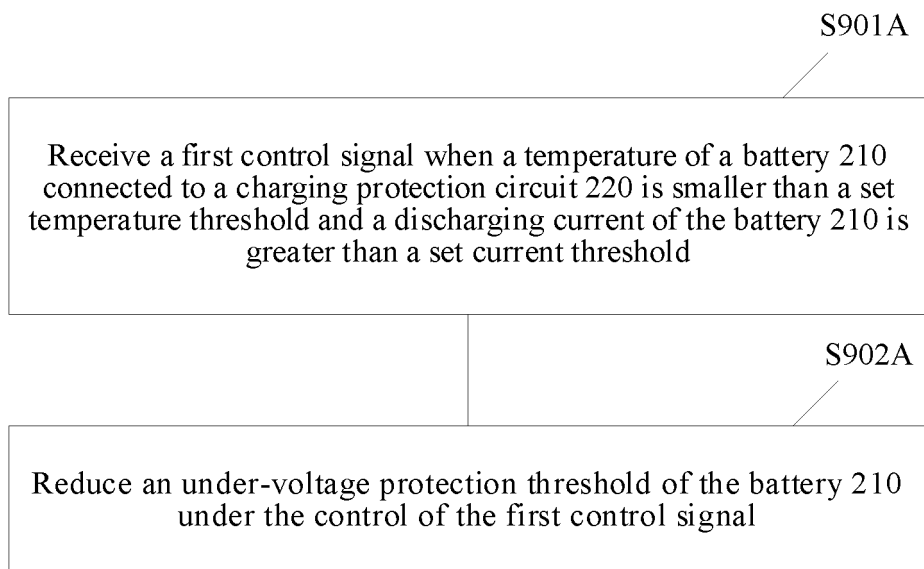 S901A
Receive a first control signal when a temperature of a battery 210
connected to a charging protection circuit 220 is smaller than a set
temperature threshold and a discharging current of the battery 210 is
greater than a set current threshold
S902A
Reduce an under-voltage protection threshold of the battery 210
under the control of the first control signal